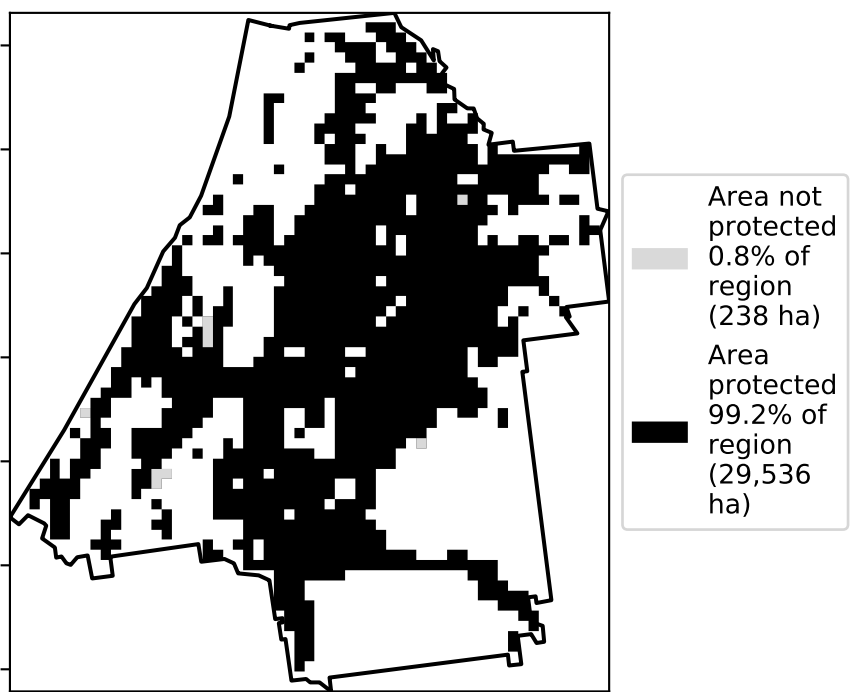 Area not
protected
0.8% of
region
(238 ha)
Area
protected
99.2% of
region
(29,536
ha)